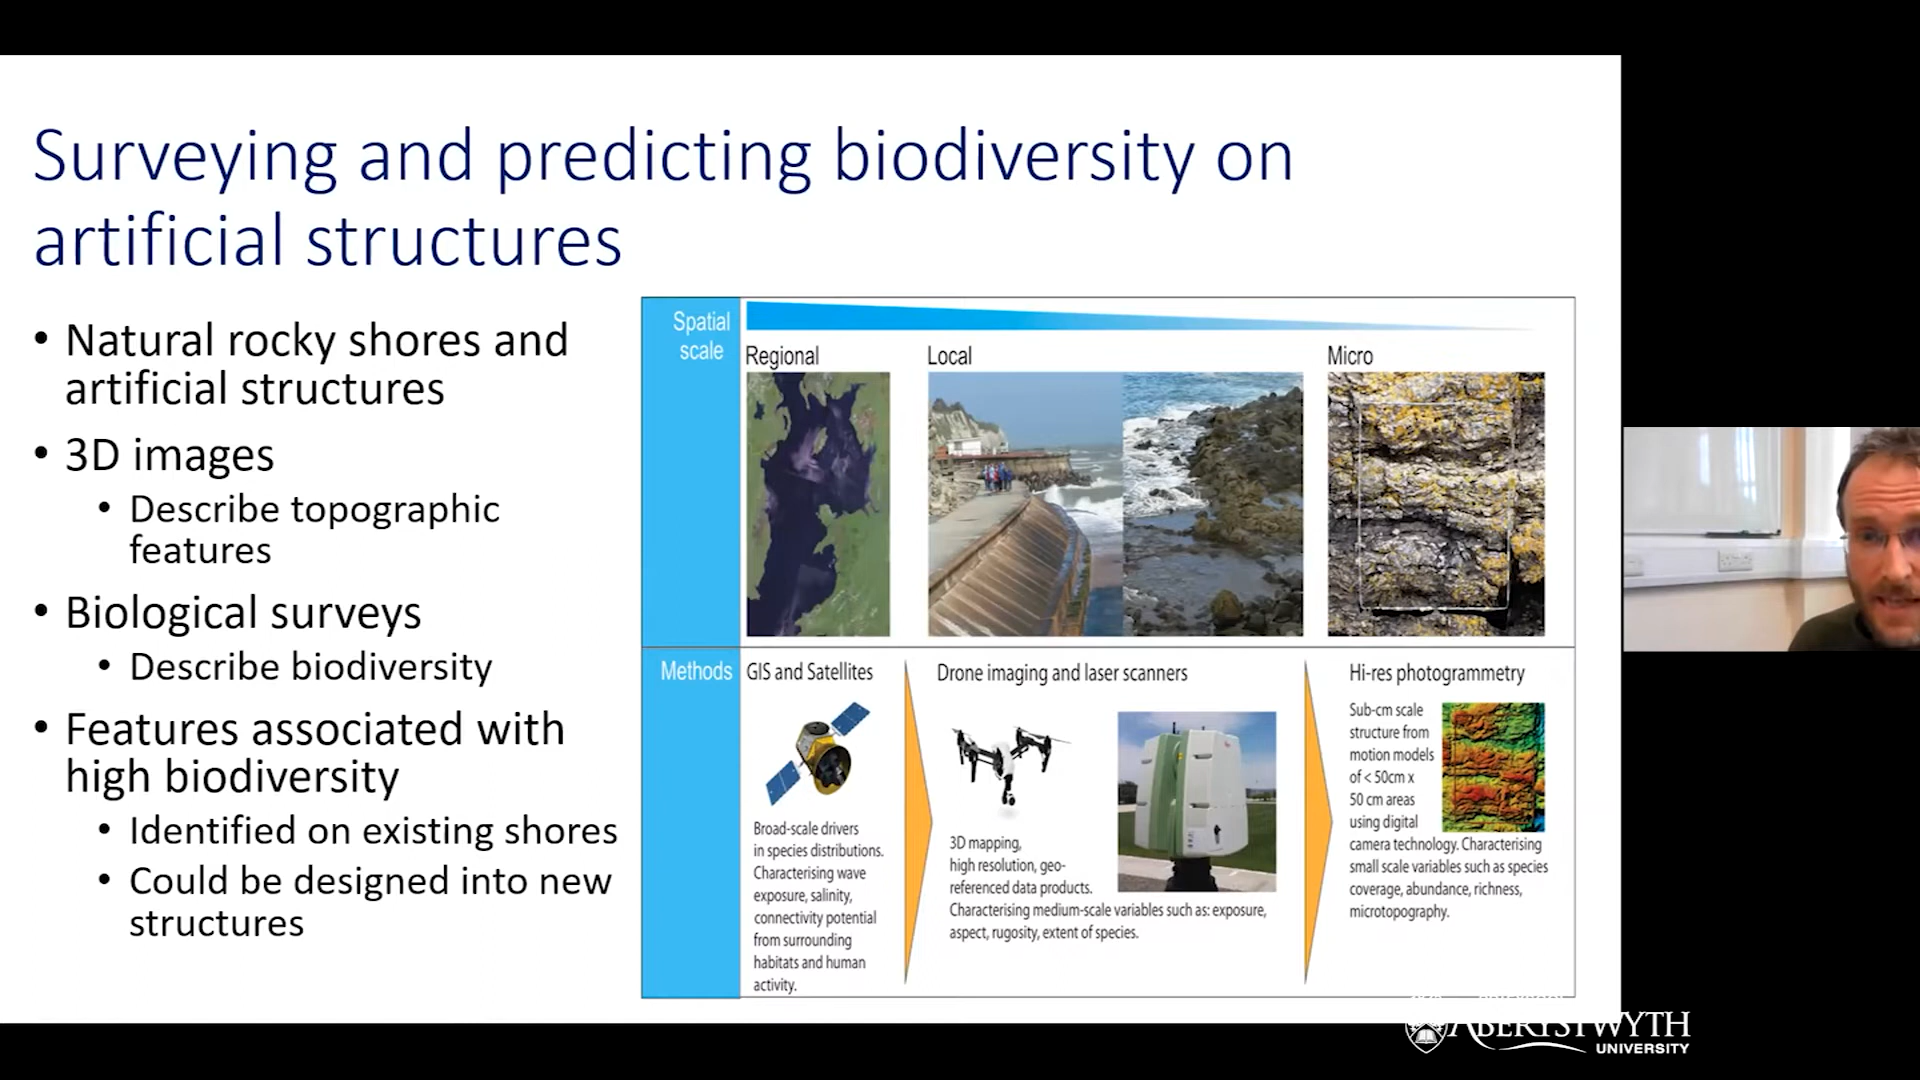 Surveying and predicting biodiversity on
artificial structures
• Natural rocky shores and
artificial structures
• 3D images
• Describe topographic
features
• Biological surveys
• Describe biodiversity
• Features associated with
high biodiversity
• Identified on existing shores
• Could be designed into new
structures
Spatial
scale
Regional
Local
Micro
Methods
GIS and Satellites
Broad-scale drivers
in species distributions.
Characterising wave
exposure, salinity,
connectivity potential
from surrounding
habitats and human
activity.
Drone imaging and laser scanners
3D mapping,
high resolution, geo-
referenced data products.
Characterising medium-scale variables such as: exposure,
aspect, rugosity, extent of species.
Hi-res photogrammetry
Sub-cm scale
structure from
motion models
of < 50cm x
50 cm areas
using digital
camera technology. Characterising
small scale variables such as species
coverage, abundance, richness,
microtopography.
ABERYSTWYTH
UNIVERSITY